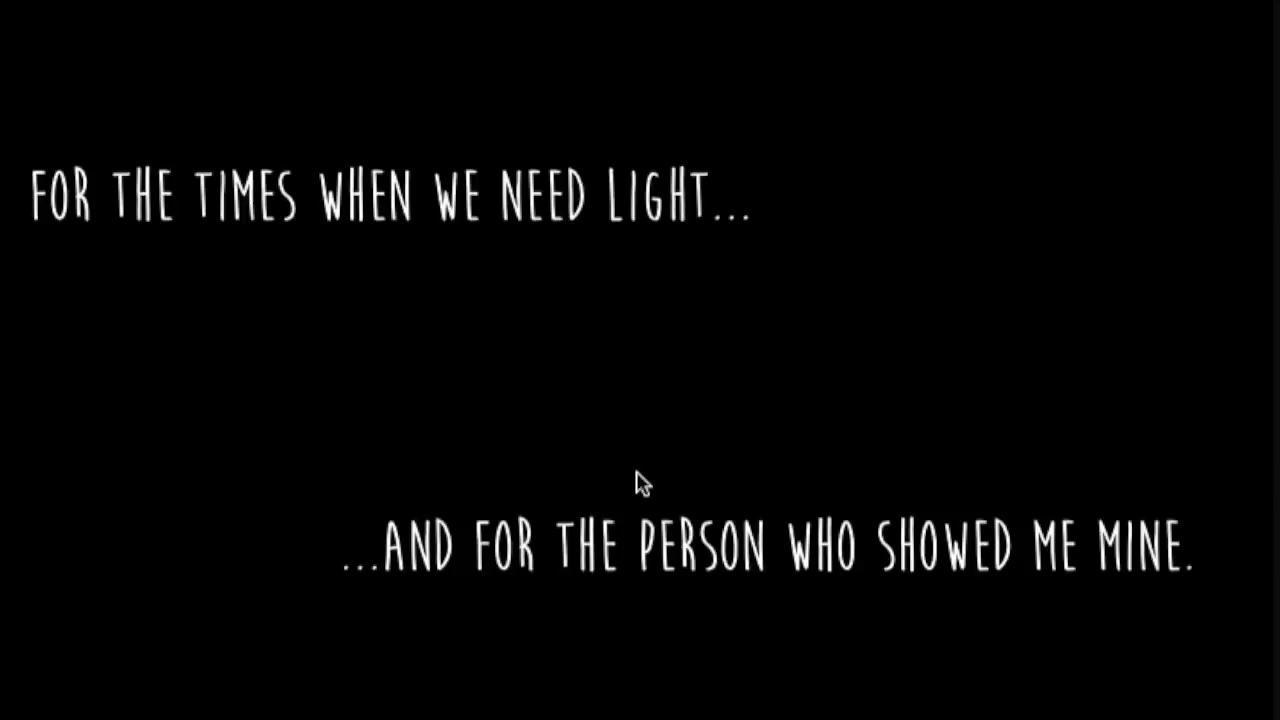 FOR THE TIMES WHEN WE NEED LIGHT...
...AND FOR THE PERSON WHO SHOWED ME MINE.